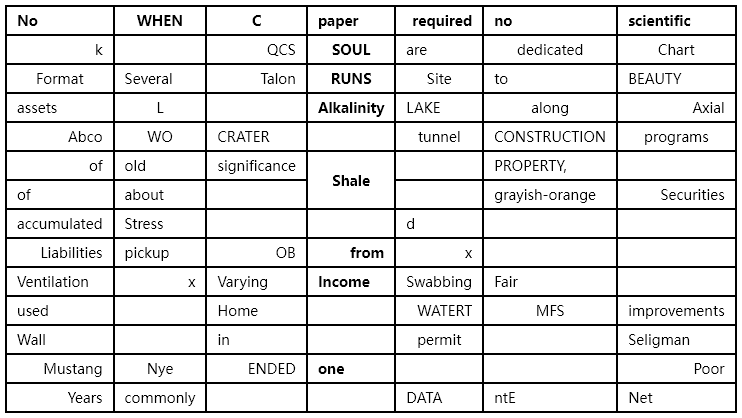 No WHEN C paper required no scientific
k QCS SOUL are dedicated Chart
Format Several Talon RUNS Site to BEAUTY
assets L Alkalinity LAKE along Axial
Abco WO CRATER tunnel CONSTRUCTION programs
of old significance Shale PROPERTY,
of about grayish-orange Securities
accumulated Stress d
Liabilities pickup OB from x
Ventilation x Varying Income Swabbing Fair
used Home WATERT MFS improvements
Wall in permit Seligman
Mustang Nye ENDED one Poor
Years commonly DATA ntE Net